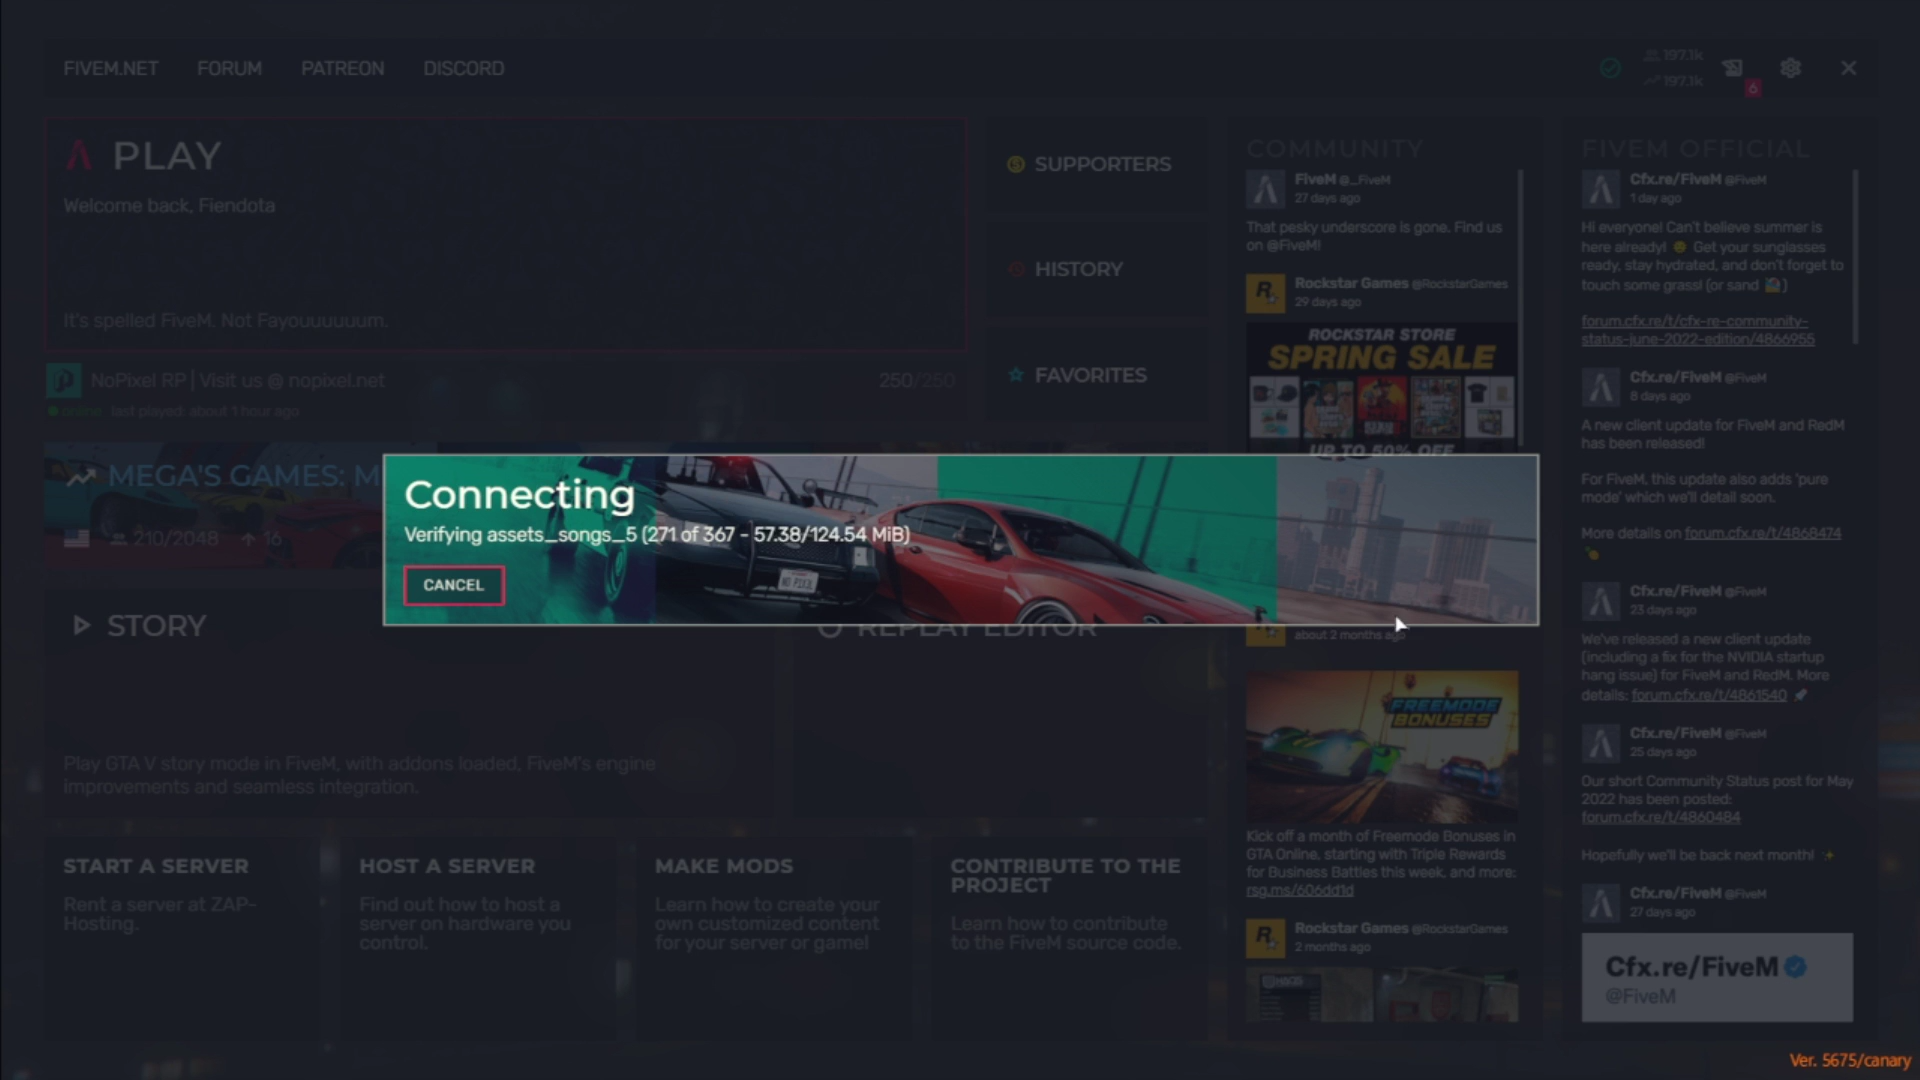 FIVEM.NET FORUM PATREON DISCORD
197.1k
197.1k
6
PLAY
Welcome back, Fiendota
It's spelled FiveM. Not Fayouuuuuum.
NoPixel RP | Visit us @ nopixel.net 250/250
online last played: about 1 hour ago
SUPPORTERS
HISTORY
FAVORITES
MEGA'S GAMES: M
210/2048 16
Connecting
Verifying assets_songs_5 (271 of 367 - 57.38/124.54 MiB)
CANCEL
NO PIXEL
STORY
Play GTA V story mode in FiveM, with addons loaded, FiveM's engine
improvements and seamless integration.
REPLAY EDITOR
START A SERVER
Rent a server at ZAP-
Hosting.
HOST A SERVER
Find out how to host a
server on hardware you
control.
MAKE MODS
Learn how to create your
own customized content
for your server or game!
CONTRIBUTE TO THE
PROJECT
Learn how to contribute
to the FiveM source code.
COMMUNITY
FiveM @_FiveM
27 days ago
That pesky underscore is gone. Find us
on @FiveM!
Rockstar Games @RockstarGames
29 days ago
ROCKSTAR STORE
SPRING SALE
UP TO 50% OFF
about 2 months ago
FREEMODE
BONUSES
Kick off a month of Freemode Bonuses in
GTA Online, starting with Triple Rewards
for Business Battles this week, and more:
rsg.ms/606dd1d
Rockstar Games @RockstarGames
2 months ago
FIVEM OFFICIAL
Cfx.re/FiveM @FiveM
1 day ago
Hi everyone! Can't believe summer is
here already! Get your sunglasses
ready, stay hydrated, and don't forget to
touch some grass! (or sand )
forum.cfx.re/t/cfx-re-community-
status-june-2022-edition/4866955
Cfx.re/FiveM @FiveM
8 days ago
A new client update for FiveM and RedM
has been released!
For FiveM, this update also adds 'pure
mode' which we'll detail soon.
More details on forum.cfx.re/t/4868474
Cfx.re/FiveM @FiveM
23 days ago
We've released a new client update
(including a fix for the NVIDIA startup
hang issue) for FiveM and RedM. More
details: forum.cfx.re/t/4861540
Cfx.re/FiveM @FiveM
25 days ago
Our short Community Status post for May
2022 has been posted:
forum.cfx.re/t/4860484
Hopefully we'll be back next month!
Cfx.re/FiveM @FiveM
27 days ago
Cfx.re/FiveM
@FiveM
Ver. 5675/canary